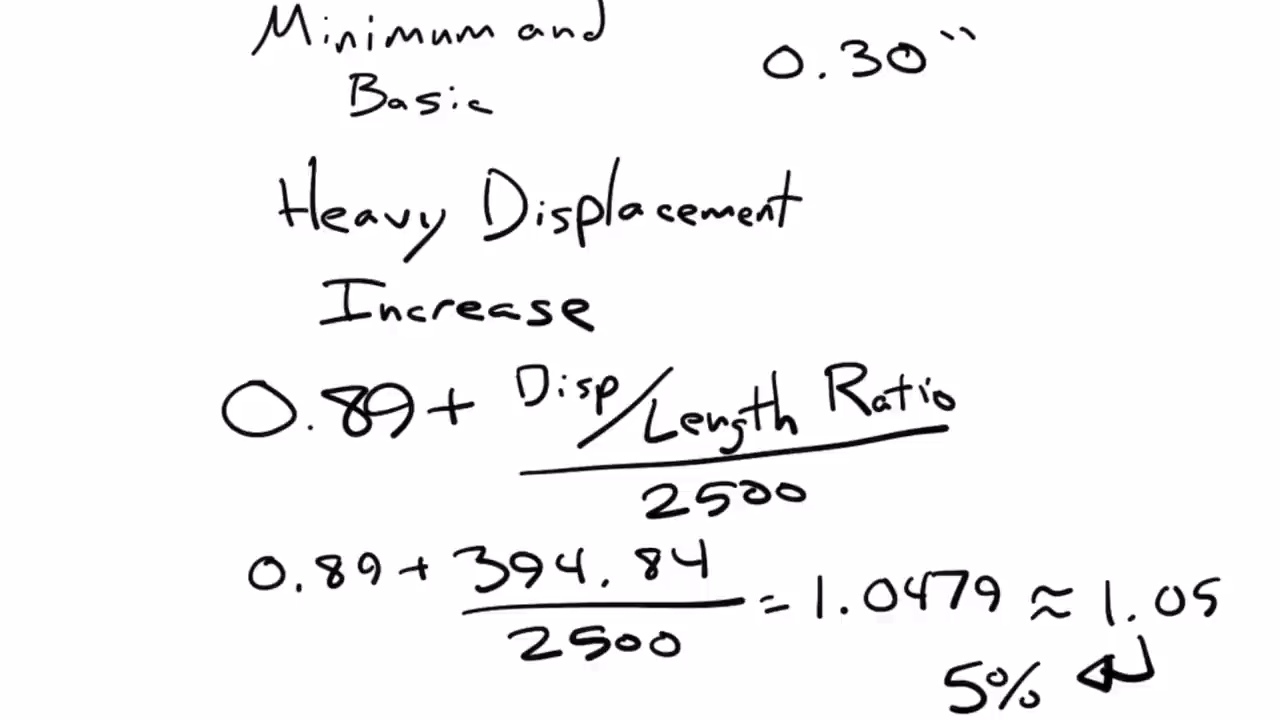 Minimum and
Basic
0.30"
Heavy Displacement
Increase
0.89 + Disp/Length Ratio
2500
0.89 + 394.84
2500
= 1.0479 ≈ 1.05
5%